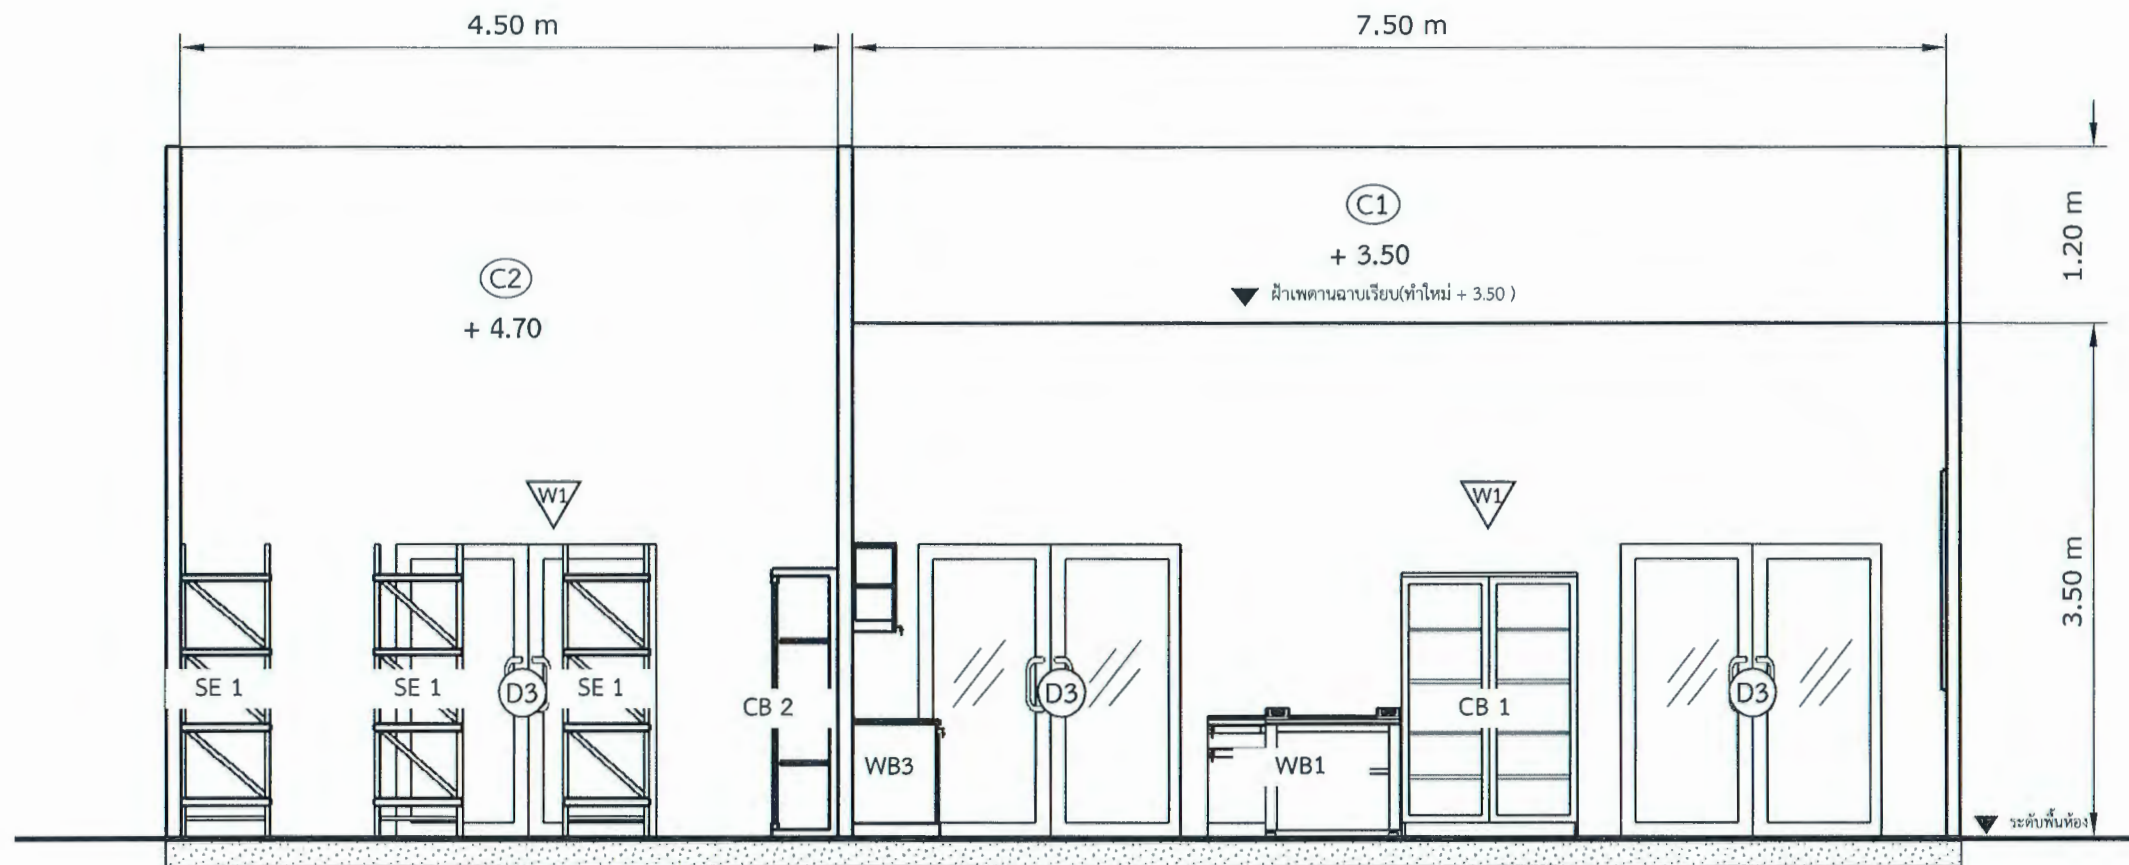 4.50 m
7.50 m
C1
+ 3.50
ฝ้าเพดานฉาบเรียบ(ทำใหม่ + 3.50 )
1.20 m
C2
+ 4.70
W1
W1
3.50 m
SE 1
SE 1
D3
SE 1
CB 2
D3
CB 1
D3
WB3
WB1
ระดับพื้นห้อง